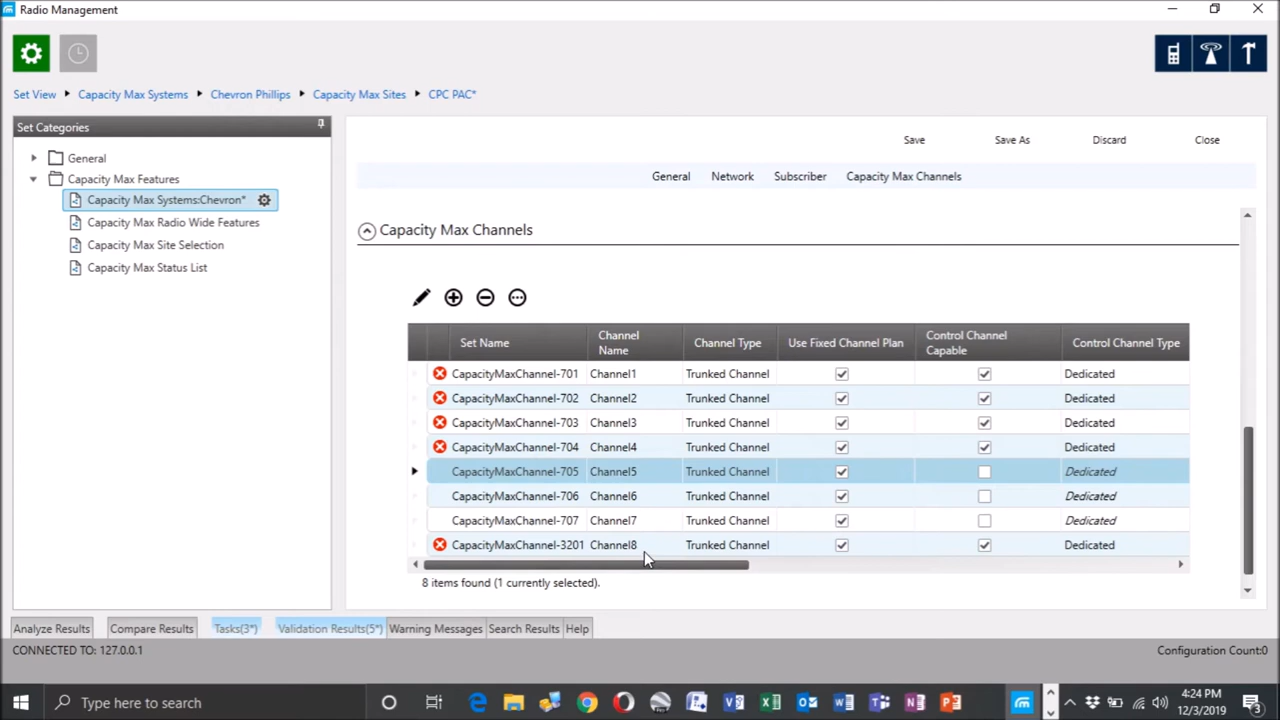 Radio Management
Set View Capacity Max Systems Chevron Phillips Capacity Max Sites CPC PAC*
Set Categories
General
Capacity Max Features
Capacity Max Systems:Chevron*
Capacity Max Radio Wide Features
Capacity Max Site Selection
Capacity Max Status List
Save Save As Discard Close
General Network Subscriber Capacity Max Channels
Capacity Max Channels
Set Name Channel Name Channel Type Use Fixed Channel Plan Control Channel Capable Control Channel Type
CapacityMaxChannel-701 Channel1 Trunked Channel Dedicated
CapacityMaxChannel-702 Channel2 Trunked Channel Dedicated
CapacityMaxChannel-703 Channel3 Trunked Channel Dedicated
CapacityMaxChannel-704 Channel4 Trunked Channel Dedicated
CapacityMaxChannel-705 Channel5 Trunked Channel Dedicated
CapacityMaxChannel-706 Channel6 Trunked Channel Dedicated
CapacityMaxChannel-707 Channel7 Trunked Channel Dedicated
CapacityMaxChannel-3201 Channel8 Trunked Channel Dedicated
8 items found (1 currently selected).
Analyze Results Compare Results Tasks(3*) Validation Results(5*) Warning Messages Search Results Help
CONNECTED TO: 127.0.0.1 Configuration Count:0
Type here to search
4:24 PM
12/3/2019
3